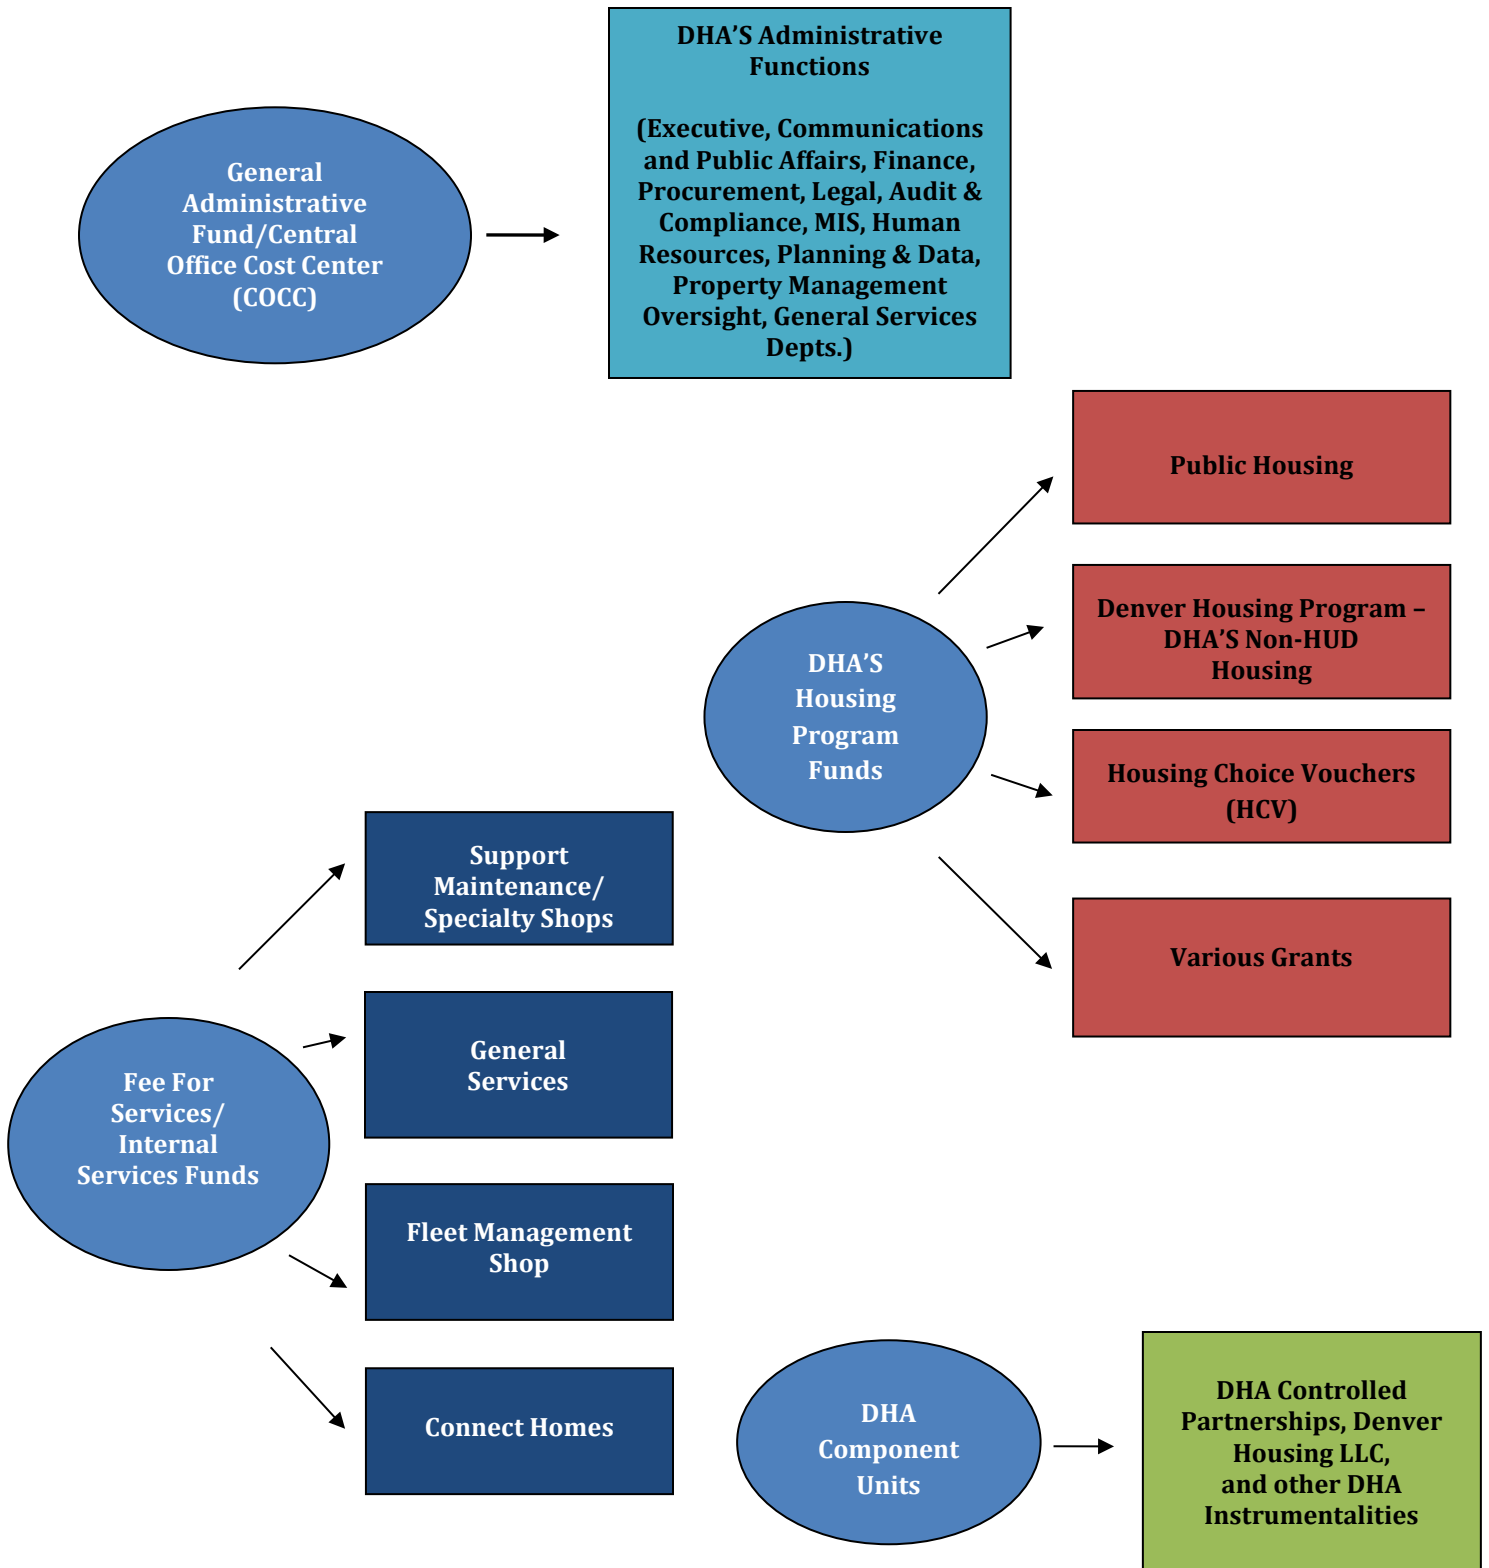 DHA’S Administrative
Functions
(Executive, Communications
and Public Affairs, Finance,
Procurement, Legal, Audit &
Compliance, MIS, Human
Resources, Planning & Data,
Property Management
Oversight, General Services
Depts.)
General
Administrative
Fund/Central
Office Cost Center
(COCC)
Public Housing
Denver Housing Program –
DHA’S Non-HUD
Housing
DHA’S
Housing
Program
Funds
Housing Choice Vouchers
(HCV)
Various Grants
Support
Maintenance/
Specialty Shops
General
Services
Fee For
Services/
Internal
Services Funds
Fleet Management
Shop
Connect Homes
DHA
Component
Units
DHA Controlled
Partnerships, Denver
Housing LLC,
and other DHA
Instrumentalities